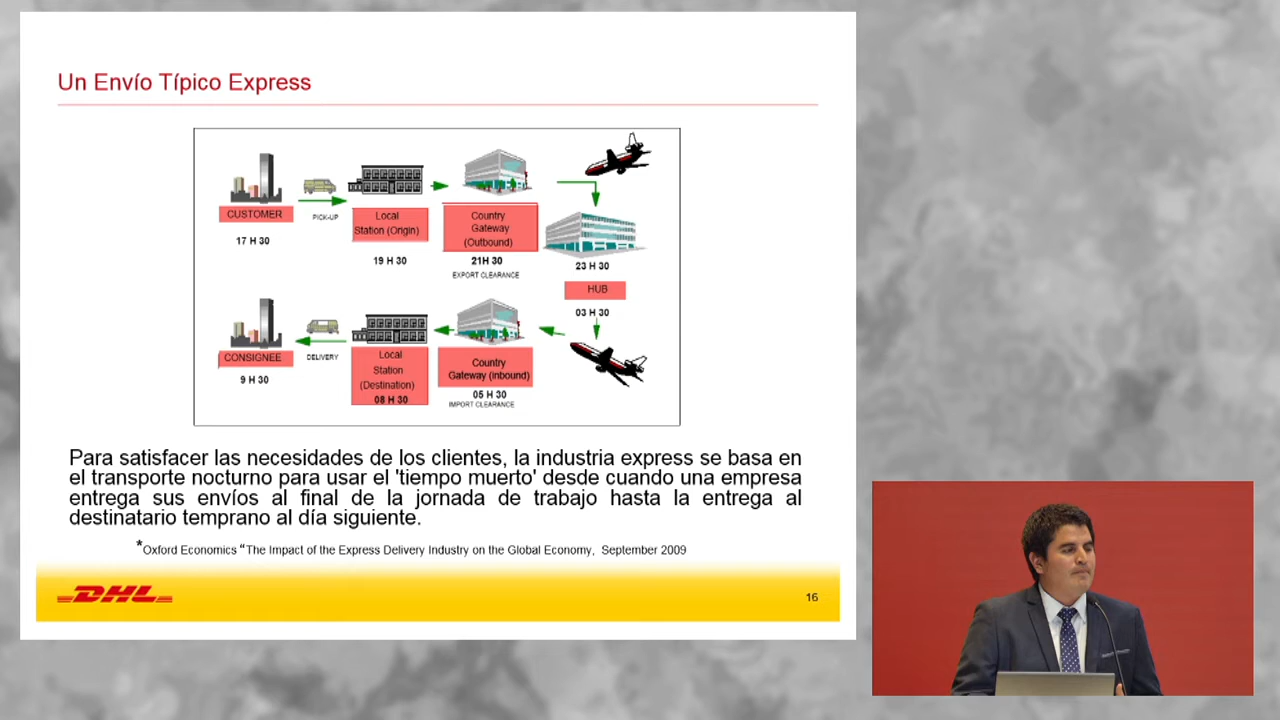 Un Envío Típico Express
CUSTOMER
PICK-UP
Local
Station (Origin)
Country
Gateway
(Outbound)
17 H 30
19 H 30
21H 30
EXPORT CLEARANCE
23 H 30
HUB
03 H 30
CONSIGNEE
DELIVERY
Local
Station
(Destination)
08 H 30
Country
Gateway (Inbound)
9 H 30
05 H 30
IMPORT CLEARANCE
Para satisfacer las necesidades de los clientes, la industria express se basa en
el transporte nocturno para usar el 'tiempo muerto' desde cuando una empresa
entrega sus envíos al final de la jornada de trabajo hasta la entrega al
destinatario temprano al día siguiente.
*Oxford Economics “The Impact of the Express Delivery Industry on the Global Economy, September 2009
DHL
16